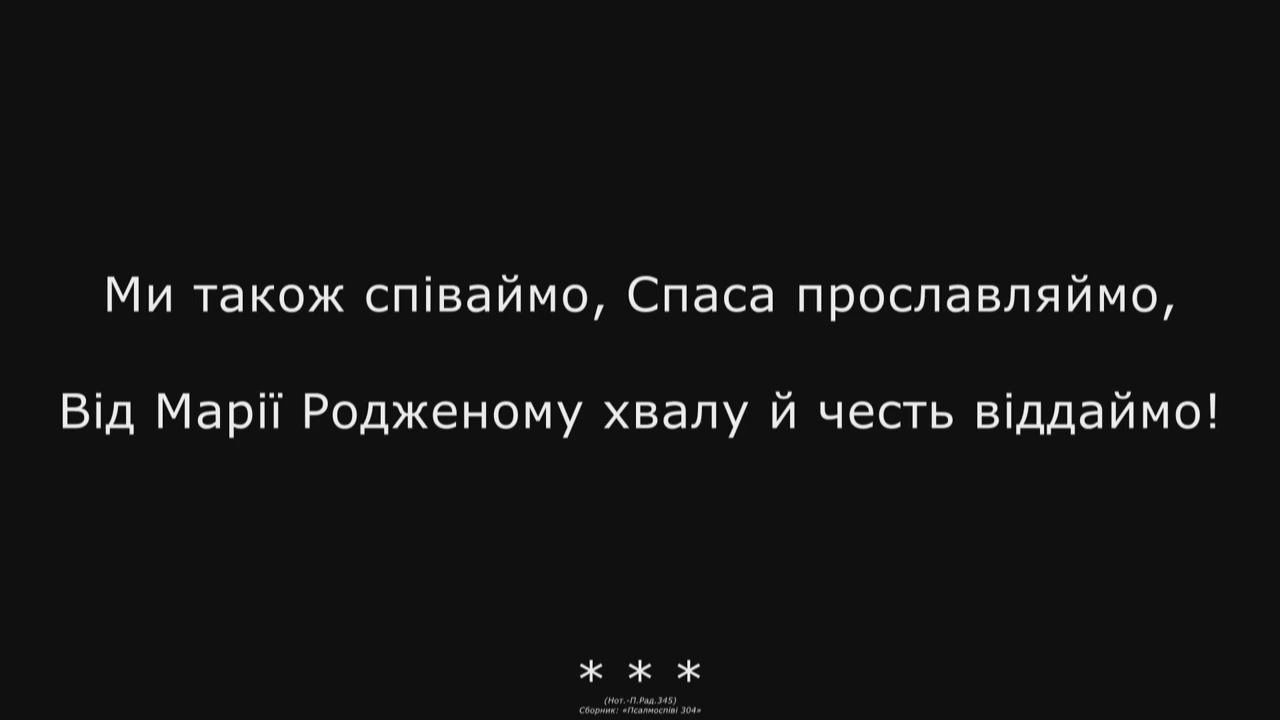 Ми також співаймо, Спаса прославляймо,
Від Марії Родженому хвалу й честь віддаймо!
* * *
(Нот.-П.Рад.345)
Сборник: «Псалмоспіві 304»